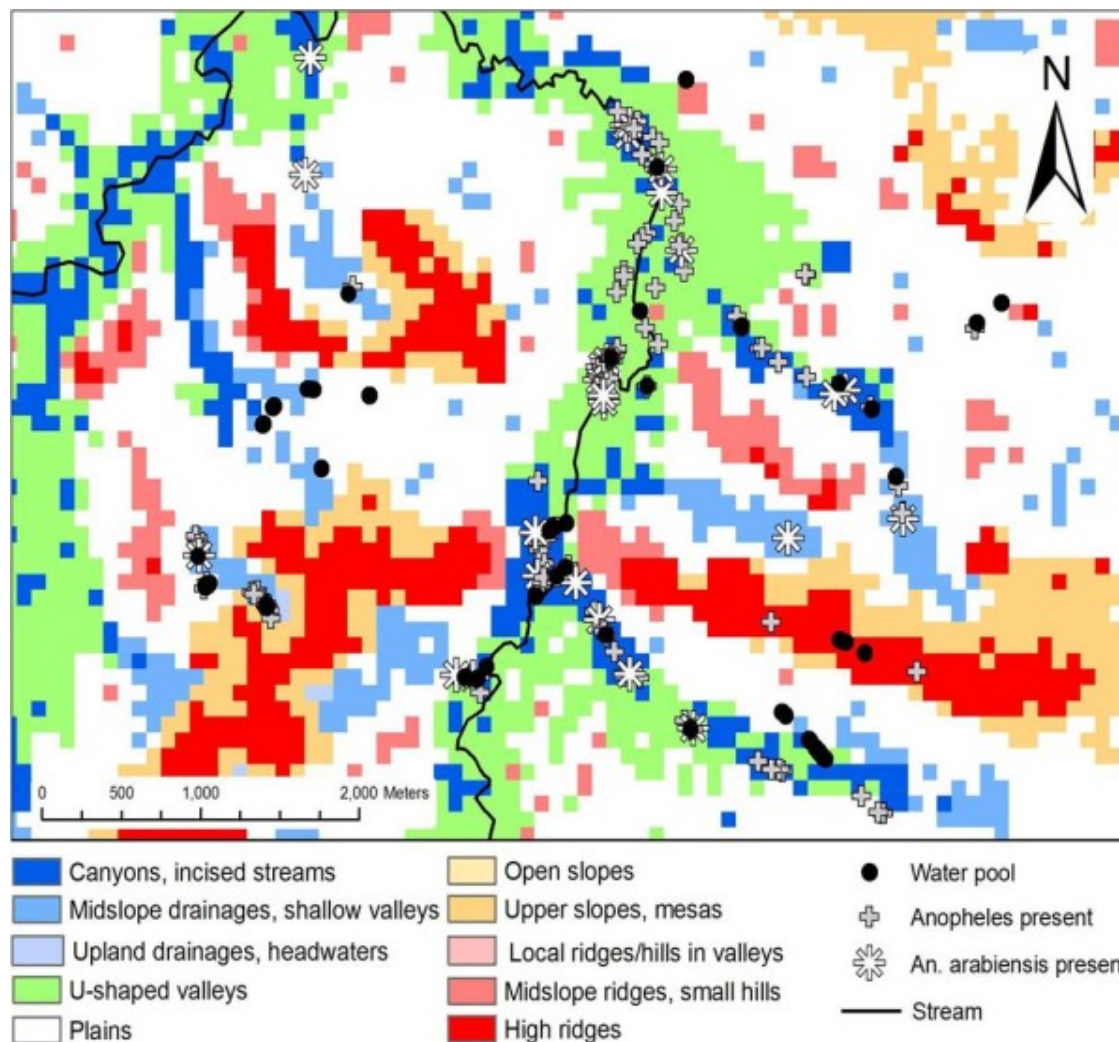 N
0 500 1,000 2,000 Meters
Canyons, incised streams
Midslope drainages, shallow valleys
Upland drainages, headwaters
U-shaped valleys
Plains
Open slopes
Upper slopes, mesas
Local ridges/hills in valleys
Midslope ridges, small hills
High ridges
Water pool
Anopheles present
An. arabiensis present
Stream